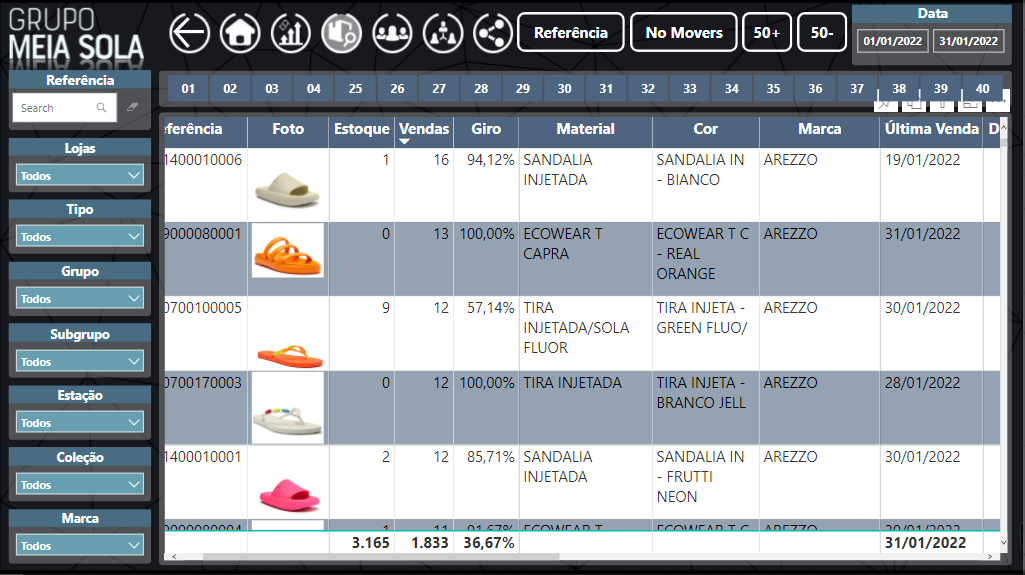 GRUPO
MEIA SOLA
Referência
No Movers
50+
50-
Data
01/01/2022
31/01/2022
Referência
Search
Lojas
Todos
Tipo
Todos
Grupo
Todos
Subgrupo
Todos
Estação
Todos
Coleção
Todos
Marca
Todos
01 02 03 04 25 26 27 28 29 30 31 32 33 34 35 36 37 38 39 40
eferência Foto Estoque Vendas Giro Material Cor Marca Última Venda D
1400010006 1 16 94,12% SANDALIA SANDALIA IN AREZZO 19/01/2022
INJETADA - BIANCO
9000080001 0 13 100,00% ECOWEAR T ECOWEAR T C AREZZO 31/01/2022
CAPRA - REAL
ORANGE
0700100005 9 12 57,14% TIRA TIRA INJETA - AREZZO 30/01/2022
INJETADA/SOLA GREEN FLUO/
FLUOR
0700170003 0 12 100,00% TIRA INJETADA TIRA INJETA - AREZZO 28/01/2022
BRANCO JELL
1400010001 2 12 85,71% SANDALIA SANDALIA IN AREZZO 30/01/2022
INJETADA - FRUTTI
NEON
9000080004 1 11 91,67% ECOWEAR T ECOWEAR T C AREZZO 30/01/2022
3.165 1.833 36,67% 31/01/2022